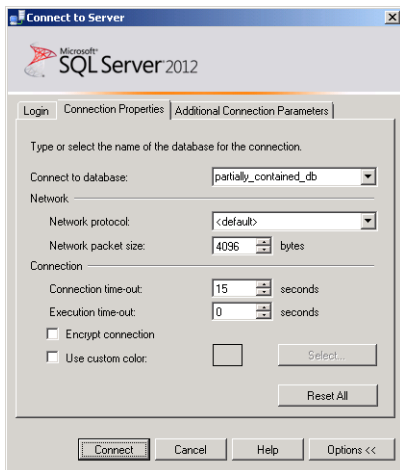 Connect to Server
Microsoft
SQL Server 2012
Login Connection Properties Additional Connection Parameters
Type or select the name of the database for the connection.
Connect to database: partially_contained_db
Network
Network protocol: <default>
Network packet size: 4096 bytes
Connection
Connection time-out: 15 seconds
Execution time-out: 0 seconds
Encrypt connection
Use custom color: Select...
Reset All
Connect Cancel Help Options <<